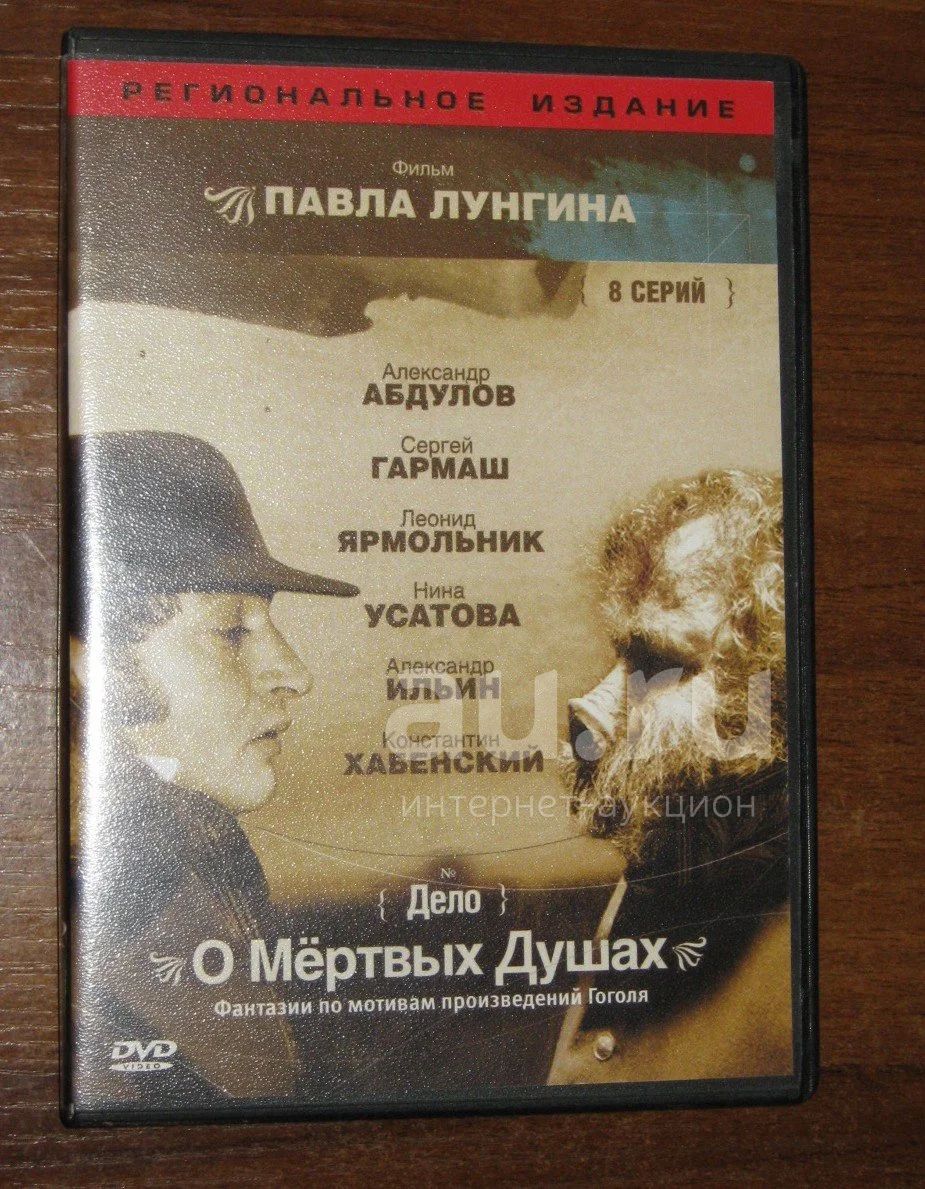 РЕГИОНАЛЬНОЕ ИЗДАНИЕ
Фильм
ПАВЛА ЛУНГИНА
{ 8 СЕРИЙ }
Александр
АБДУЛОВ
Сергей
ГАРМАШ
Леонид
ЯРМОЛЬНИК
Нина
УСАТОВА
Александр
ИЛЬИН
Константин
ХАБЕНСКИЙ
au.ru
интернет-аукцион
№
{ Дело }
О Мёртвых Душах
Фантазии по мотивам произведений Гоголя
DVD
VIDEO